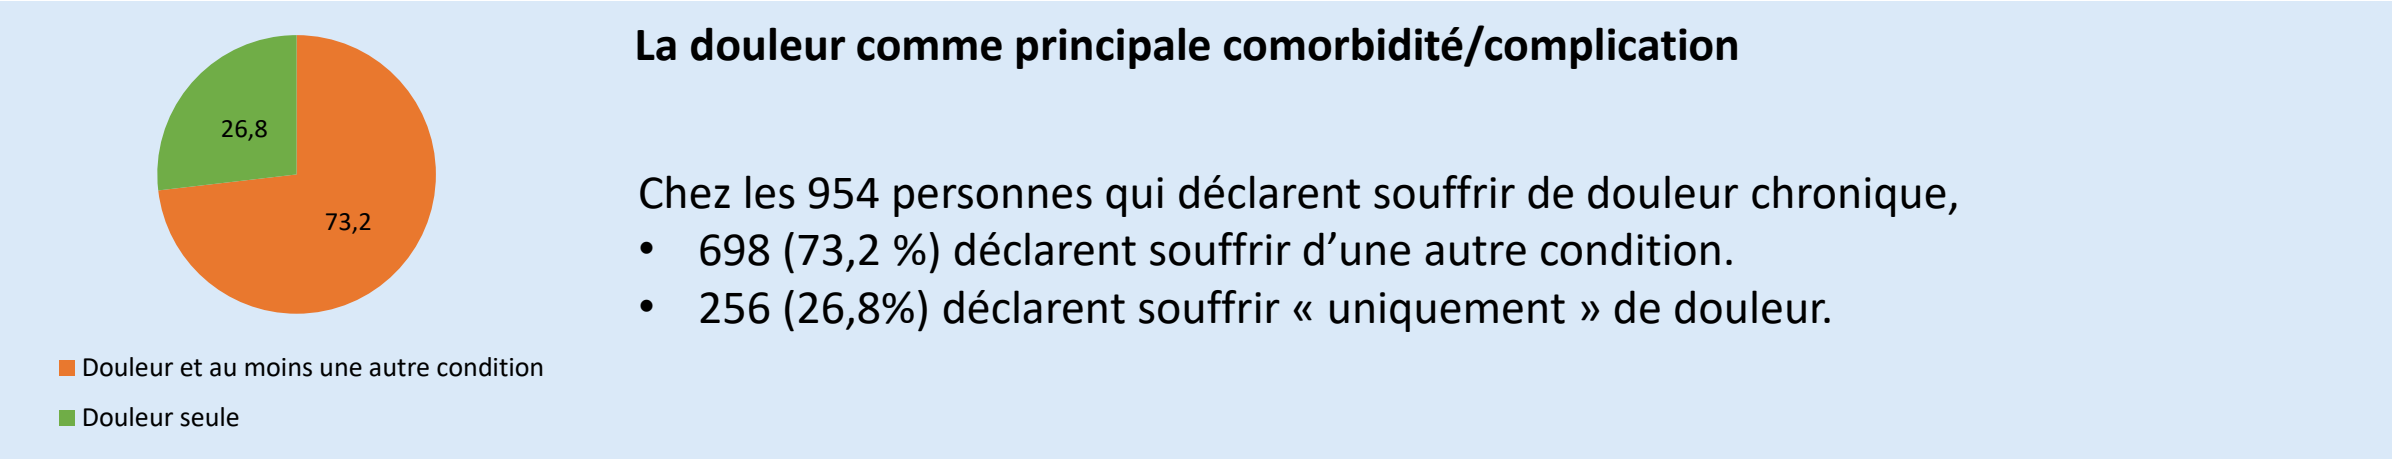 La douleur comme principale comorbidité/complication
26,8
73,2
Chez les 954 personnes qui déclarent souffrir de douleur chronique,
• 698 (73,2 %) déclarent souffrir d’une autre condition.
• 256 (26,8%) déclarent souffrir « uniquement » de douleur.
Douleur et au moins une autre condition
Douleur seule